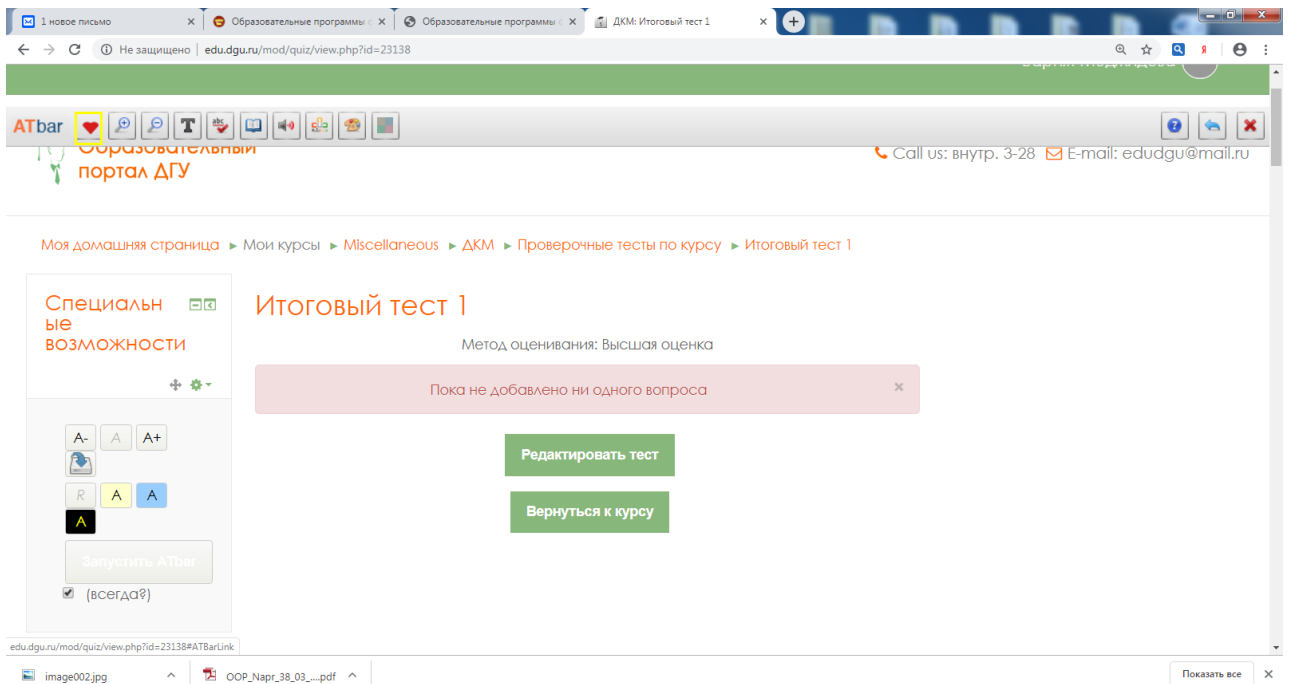 1 новое письмо
Образовательные программы с
Образовательные программы с
ДКМ: Итоговый тест 1
Не защищено | edu.dgu.ru/mod/quiz/view.php?id=23138
ATbar
T
abc
Образовательный
портал ДГУ
Call us: внутр. 3-28 E-mail: edudgu@mail.ru
Моя домашняя страница ► Мои курсы ► Miscellaneous ► ДКМ ► Проверочные тесты по курсу ► Итоговый тест 1
Специальн
ые
возможности
Итоговый тест 1
Метод оценивания: Высшая оценка
Пока не добавлено ни одного вопроса
×
Редактировать тест
Вернуться к курсу
A- A A+
R A A
A
Запустить ATbar
(всегда?)
edu.dgu.ru/mod/quiz/view.php?id=23138#ATBarLink
image002.jpg
OOP_Napr_38_03_....pdf
Показать все